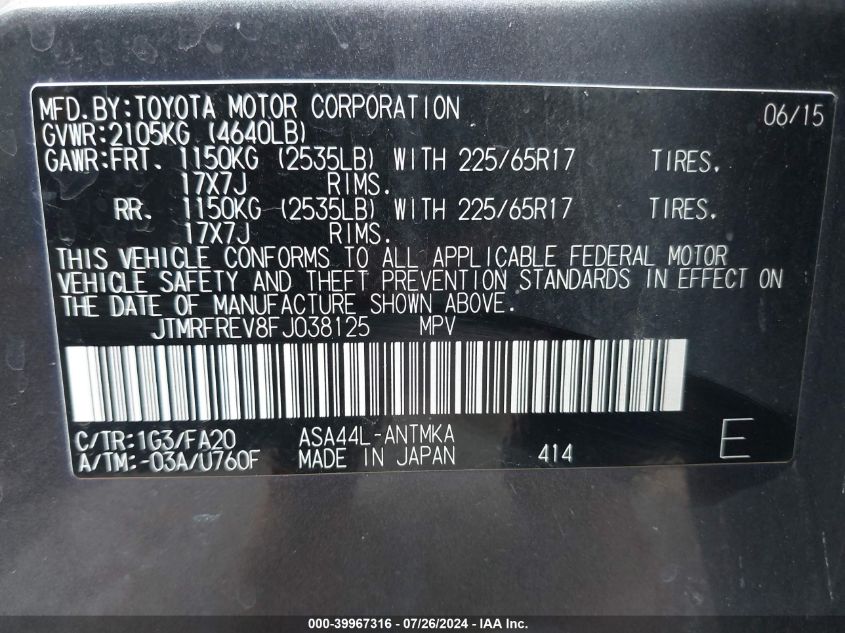 MFD.BY:TOYOTA MOTOR CORPORATION 06/15
GVWR:2105KG (4640LB)
GAWR:FRT. 1150KG (2535LB) WITH 225/65R17 TIRES.
17X7J RIMS.
RR. 1150KG (2535LB) WITH 225/65R17 TIRES.
17X7J RIMS.
THIS VEHICLE CONFORMS TO ALL APPLICABLE FEDERAL MOTOR
VEHICLE SAFETY AND THEFT PREVENTION STANDARDS IN EFFECT ON
THE DATE OF MANUFACTURE SHOWN ABOVE.
JTMRFREV8FJ038125 MPV
C/TR:1G3/FA20 ASA44L-ANTMKA
A/TM:-03A/U760F MADE IN JAPAN 414 E
000-39967316 / 07/26/2024 - IAA Inc.